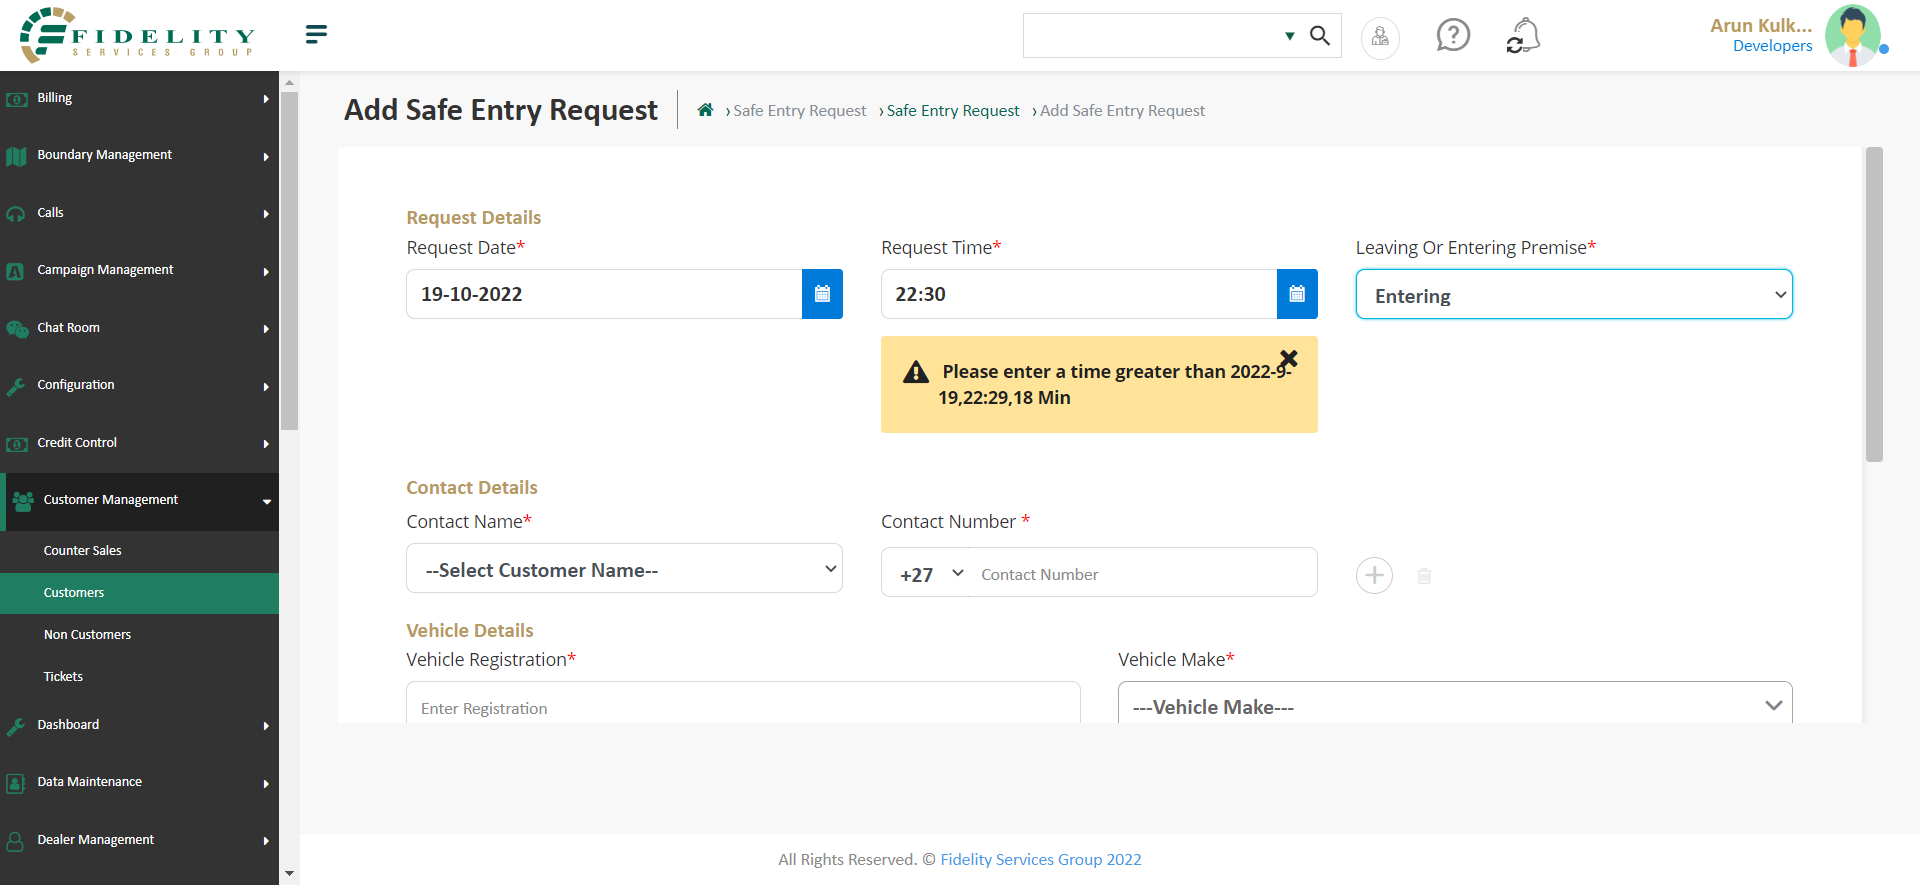 FIDELITY
SERVICES GROUP
Arun Kulk...
Developers
Billing
Boundary Management
Calls
Campaign Management
Chat Room
Configuration
Credit Control
Customer Management
Counter Sales
Customers
Non Customers
Tickets
Dashboard
Data Maintenance
Dealer Management
Add Safe Entry Request
› Safe Entry Request › Safe Entry Request › Add Safe Entry Request
Request Details
Request Date*
Request Time*
Leaving Or Entering Premise*
19-10-2022
22:30
Entering
Please enter a time greater than 2022-9-
19,22:29,18 Min
Contact Details
Contact Name*
Contact Number *
--Select Customer Name--
+27
Contact Number
Vehicle Details
Vehicle Registration*
Vehicle Make*
Enter Registration
---Vehicle Make---
All Rights Reserved. © Fidelity Services Group 2022